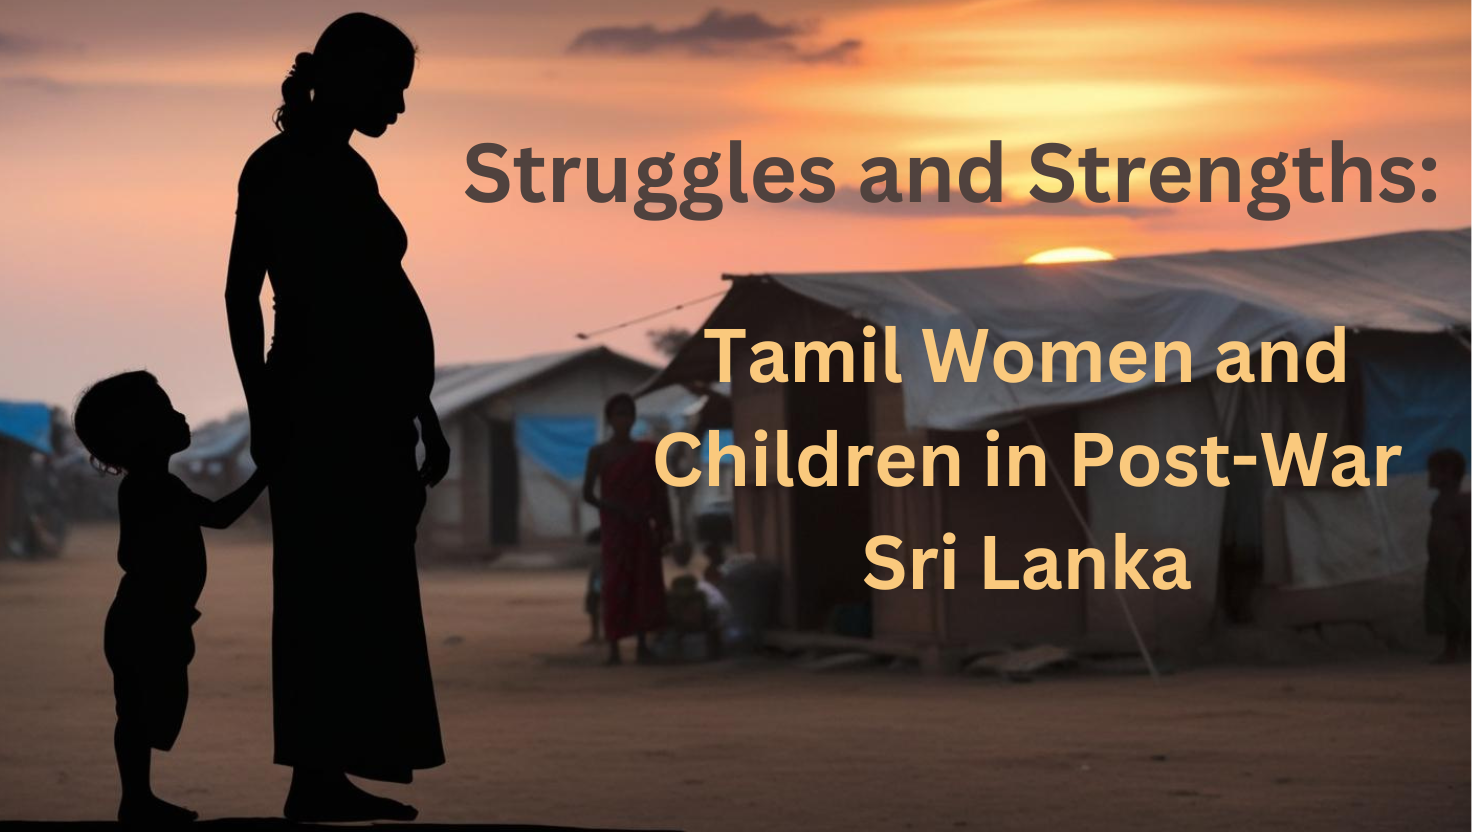 Struggles and Strengths:
Tamil Women and
Children in Post-War
Sri Lanka